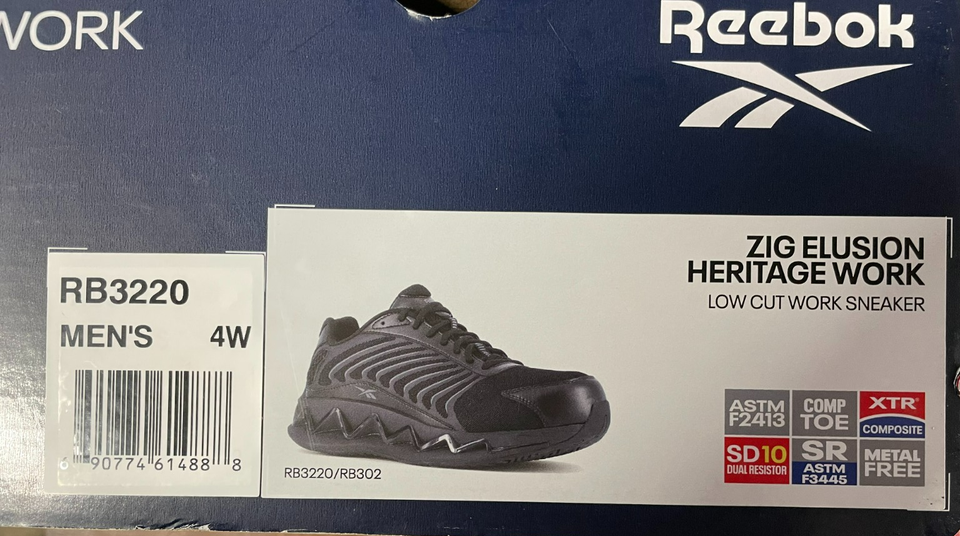 WORK
Reebok
RB3220
MEN'S 4W
6 90774 61488 8
ZIG ELUSION
HERITAGE WORK
LOW CUT WORK SNEAKER
RB3220/RB302
ASTM
F2413
COMP
TOE
XTR®
COMPOSITE
SD10
DUAL RESISTOR
SR
ASTM
F3445
METAL
FREE